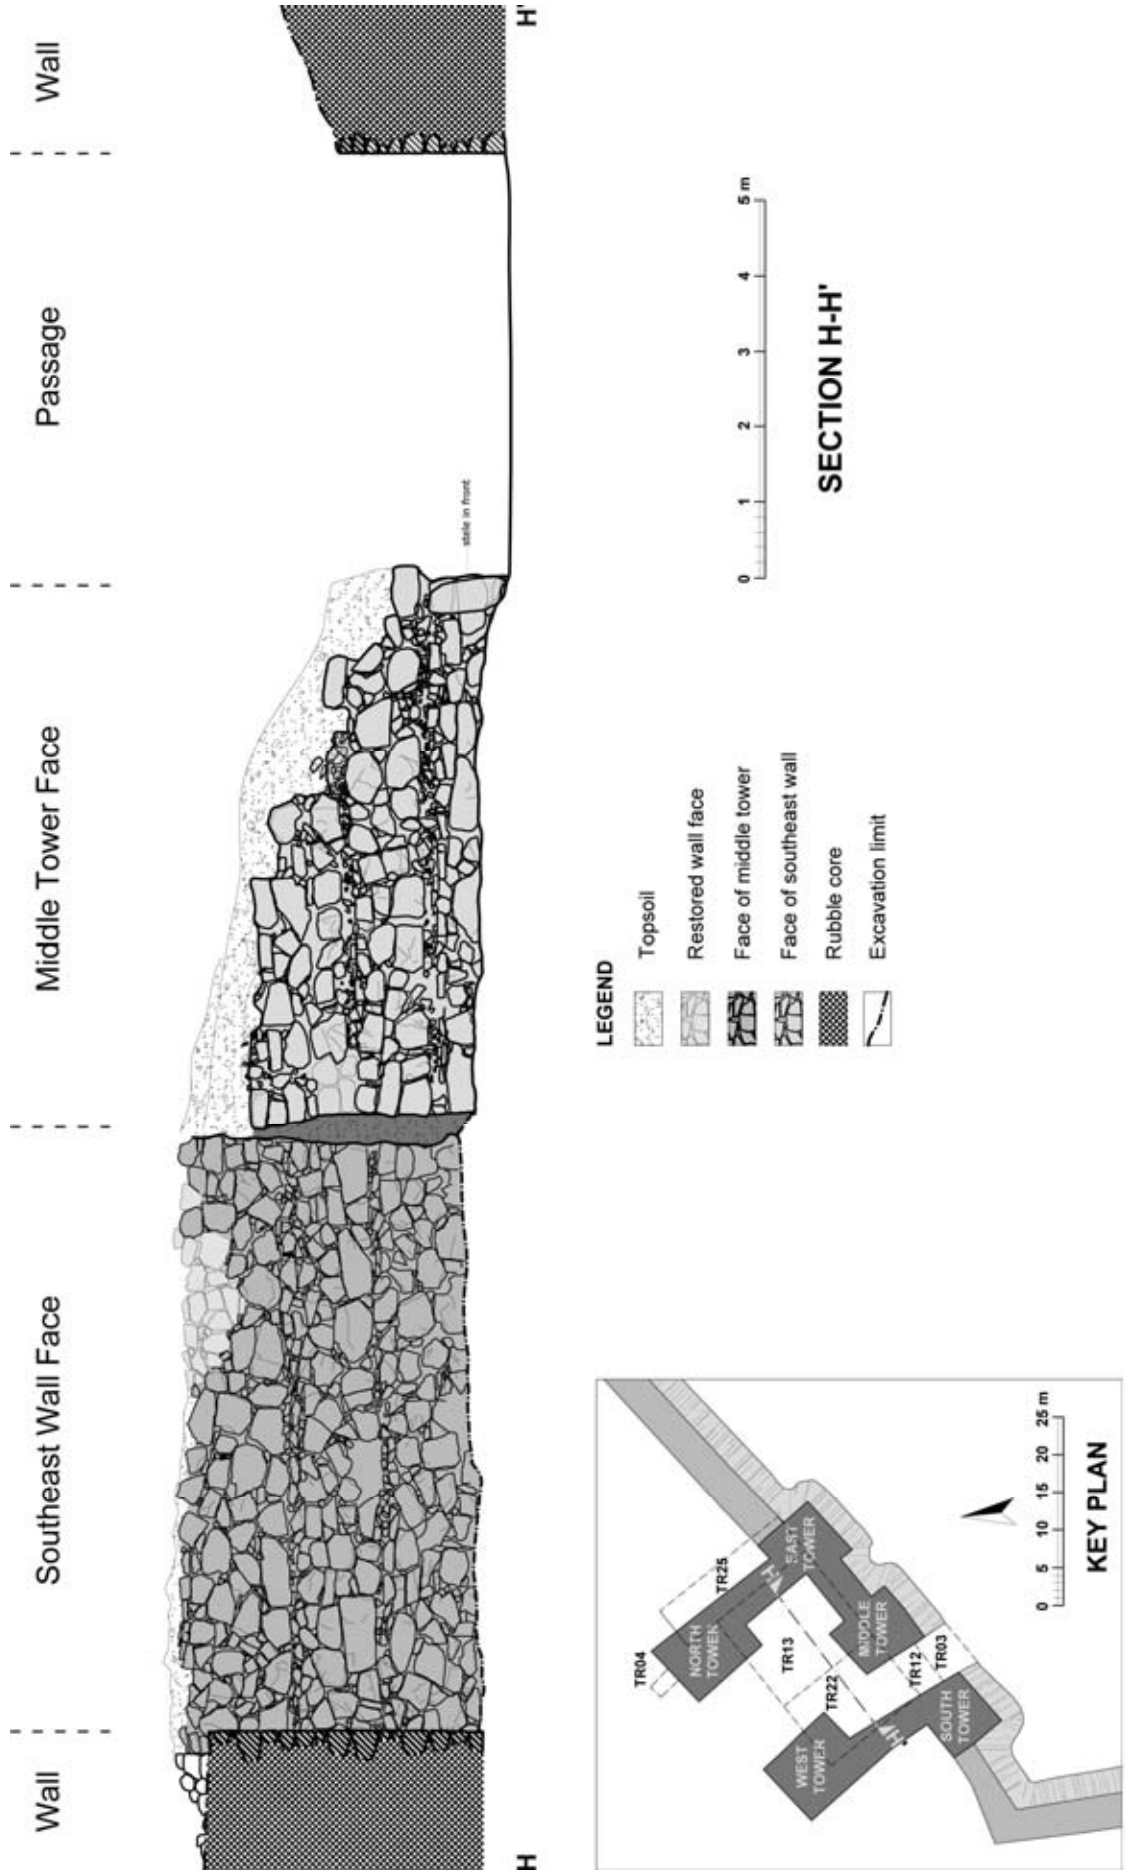 Wall
Southeast Wall Face
Middle Tower Face
Passage
Wall
stele in front
H
H'
LEGEND
Topsoil
Restored wall face
Face of middle tower
Face of southeast wall
Rubble core
Excavation limit
0 1 2 3 4 5 m
SECTION H-H'
TR04
TR25
NORTH
TOWER
H'
EAST
TOWER
TR13
TR22
MIDDLE
TOWER
WEST
TOWER
TR12
TR03
SOUTH
TOWER
0 5 10 15 20 25 m
KEY PLAN